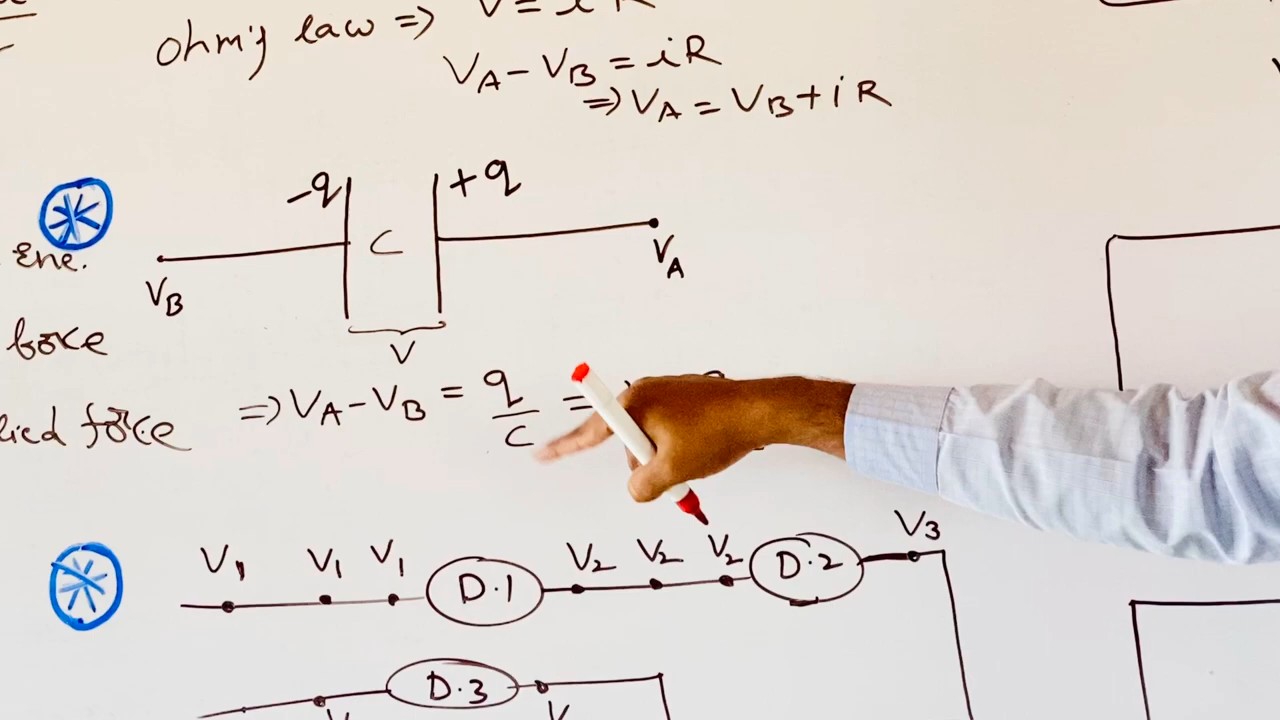 ohm's law => V = iR
VA - VB = iR
=> VA = VB + iR
-q +q
C
Ene.
VB VA
force
V
=> VA - VB = q/C =
force
V1 V1 V1 D.1 V2 V2 V2 D.2 V3
D.3